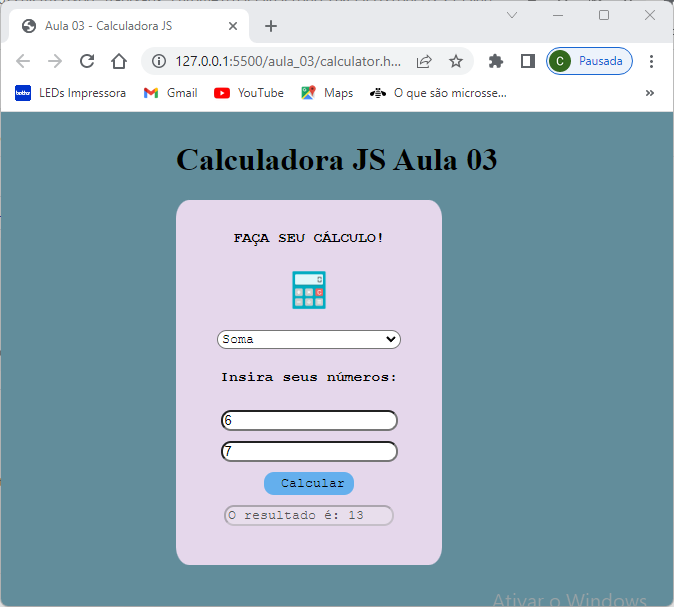 Aula 03 - Calculadora JS
127.0.0.1:5500/aula_03/calculator.h...
C Pausada
LEDs Impressora
Gmail
YouTube
Maps
O que são microsse...
»
Calculadora JS Aula 03
FAÇA SEU CÁLCULO!
Soma
Insira seus números:
6
7
Calcular
O resultado é: 13
Ativar o Windows